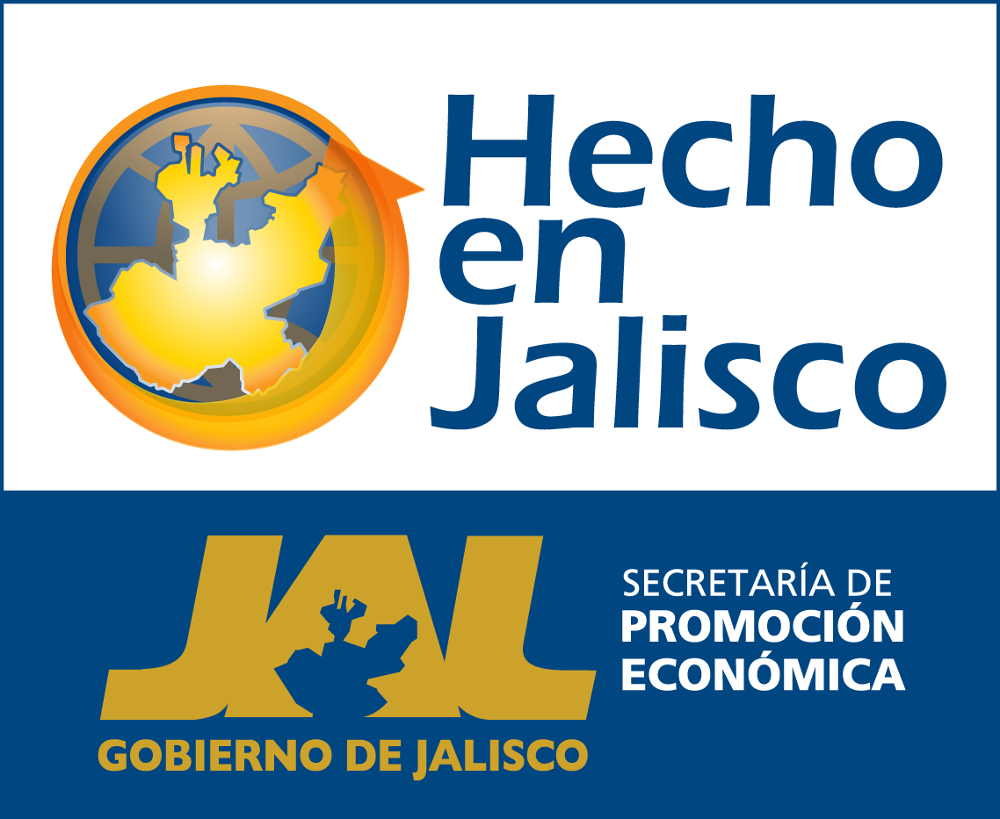 Hecho
en
Jalisco
JAL
SECRETARÍA DE
PROMOCIÓN
ECONÓMICA
GOBIERNO DE JALISCO